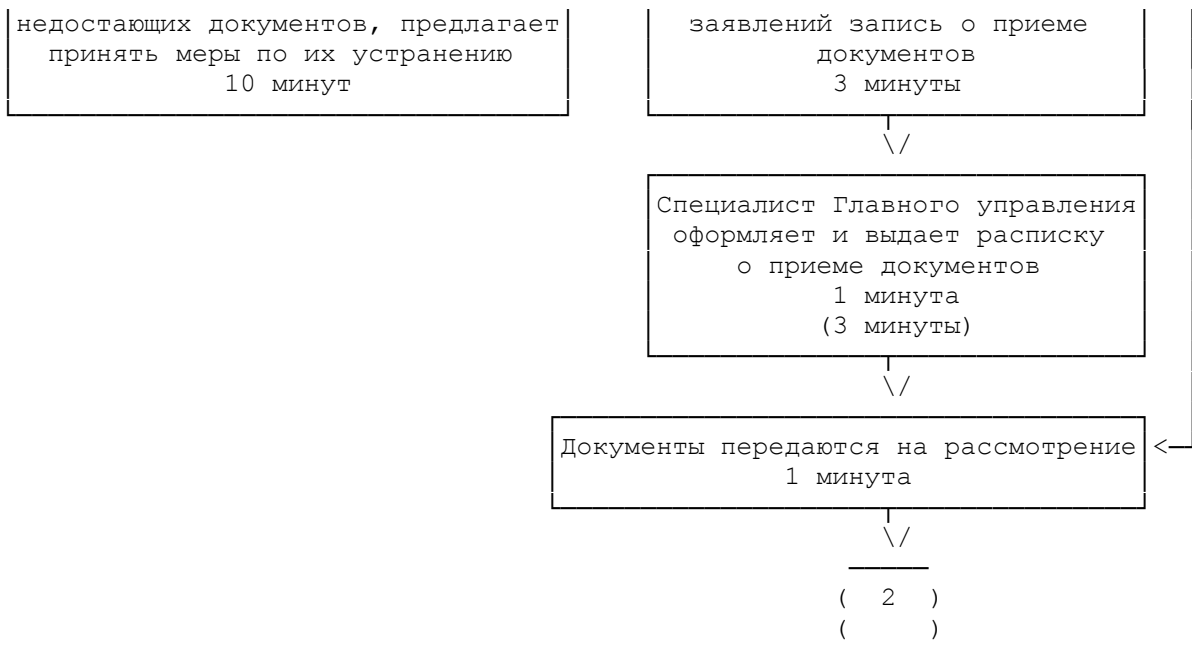 недостающих документов, предлагает
принять меры по их устранению
10 минут
заявлений запись о приеме
документов
3 минуты
Специалист Главного управления
оформляет и выдает расписку
о приеме документов
1 минута
(3 минуты)
Документы передаются на рассмотрение
1 минута
( 2 )